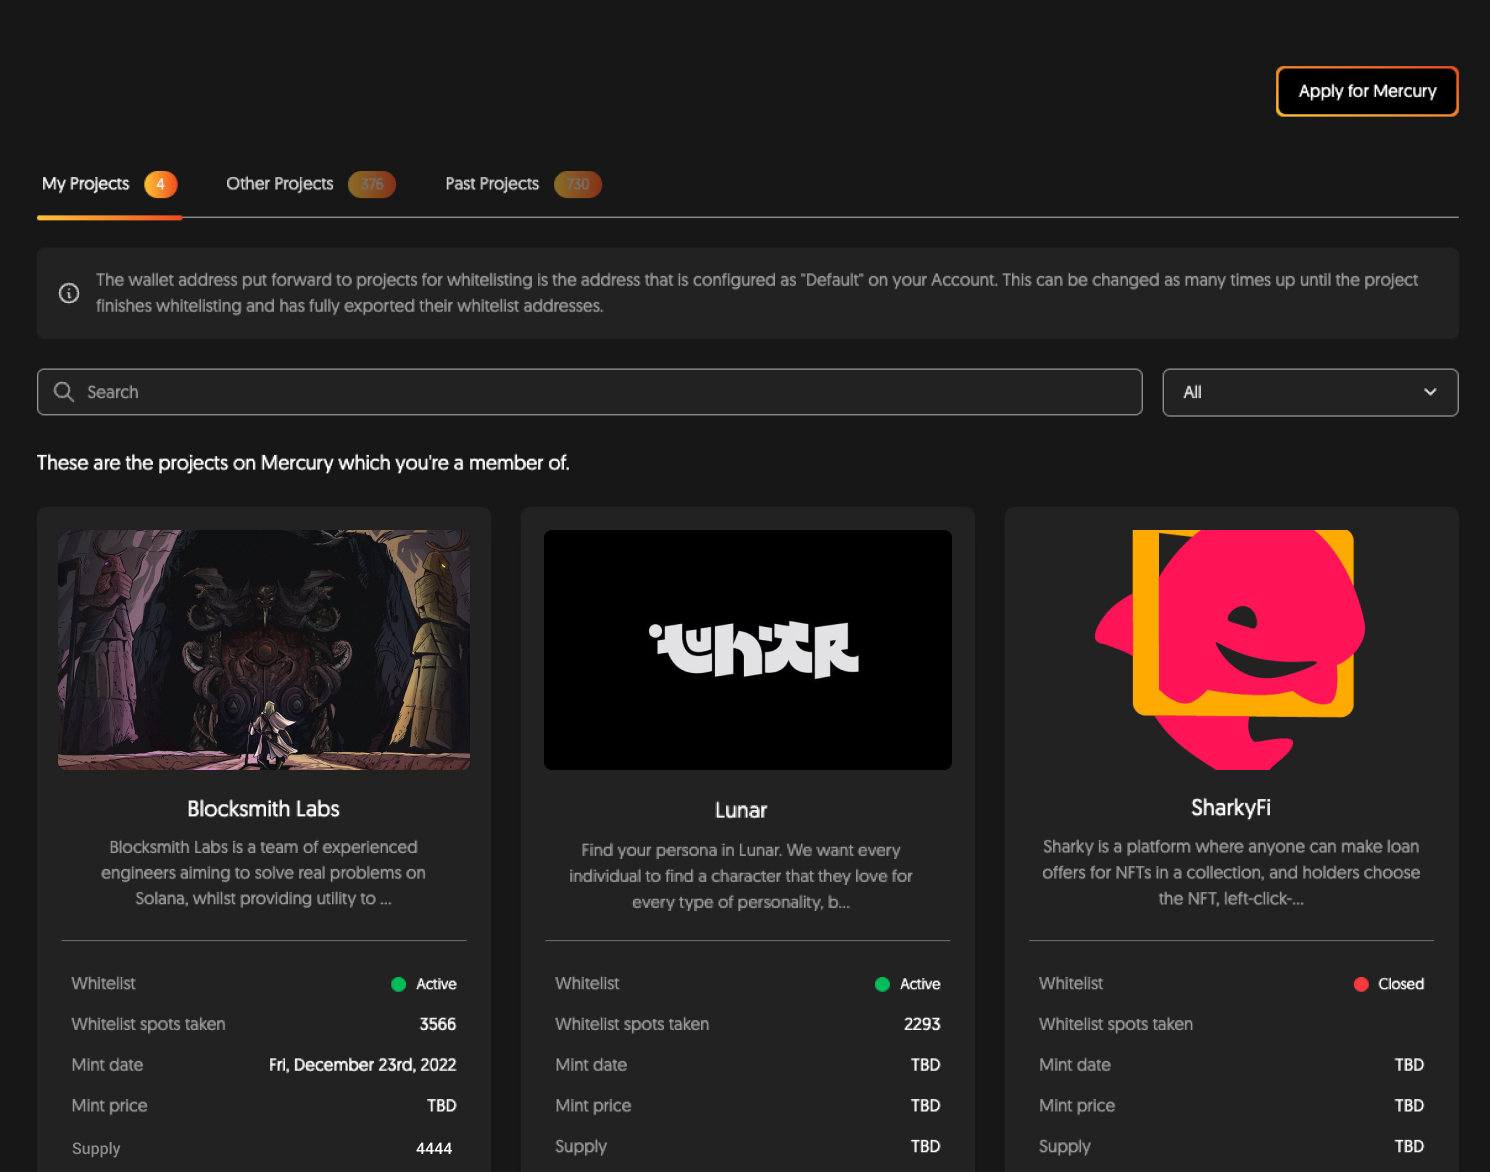 Apply for Mercury
My Projects 4 Other Projects 376 Past Projects 730
The wallet address put forward to projects for whitelisting is the address that is configured as "Default" on your Account. This can be changed as many times up until the project
finishes whitelisting and has fully exported their whitelist addresses.
Search
All
These are the projects on Mercury which you're a member of.
Blocksmith Labs
Blocksmith Labs is a team of experienced
engineers aiming to solve real problems on
Solana, whilst providing utility to ...
Whitelist Active
Whitelist spots taken 3566
Mint date Fri, December 23rd, 2022
Mint price TBD
Supply 4444
LUNAR
Lunar
Find your persona in Lunar. We want every
individual to find a character that they love for
every type of personality, b...
Whitelist Active
Whitelist spots taken 2293
Mint date TBD
Mint price TBD
Supply TBD
SharkyFi
Sharky is a platform where anyone can make loan
offers for NFTs in a collection, and holders choose
the NFT, left-click-...
Whitelist Closed
Whitelist spots taken
Mint date TBD
Mint price TBD
Supply TBD